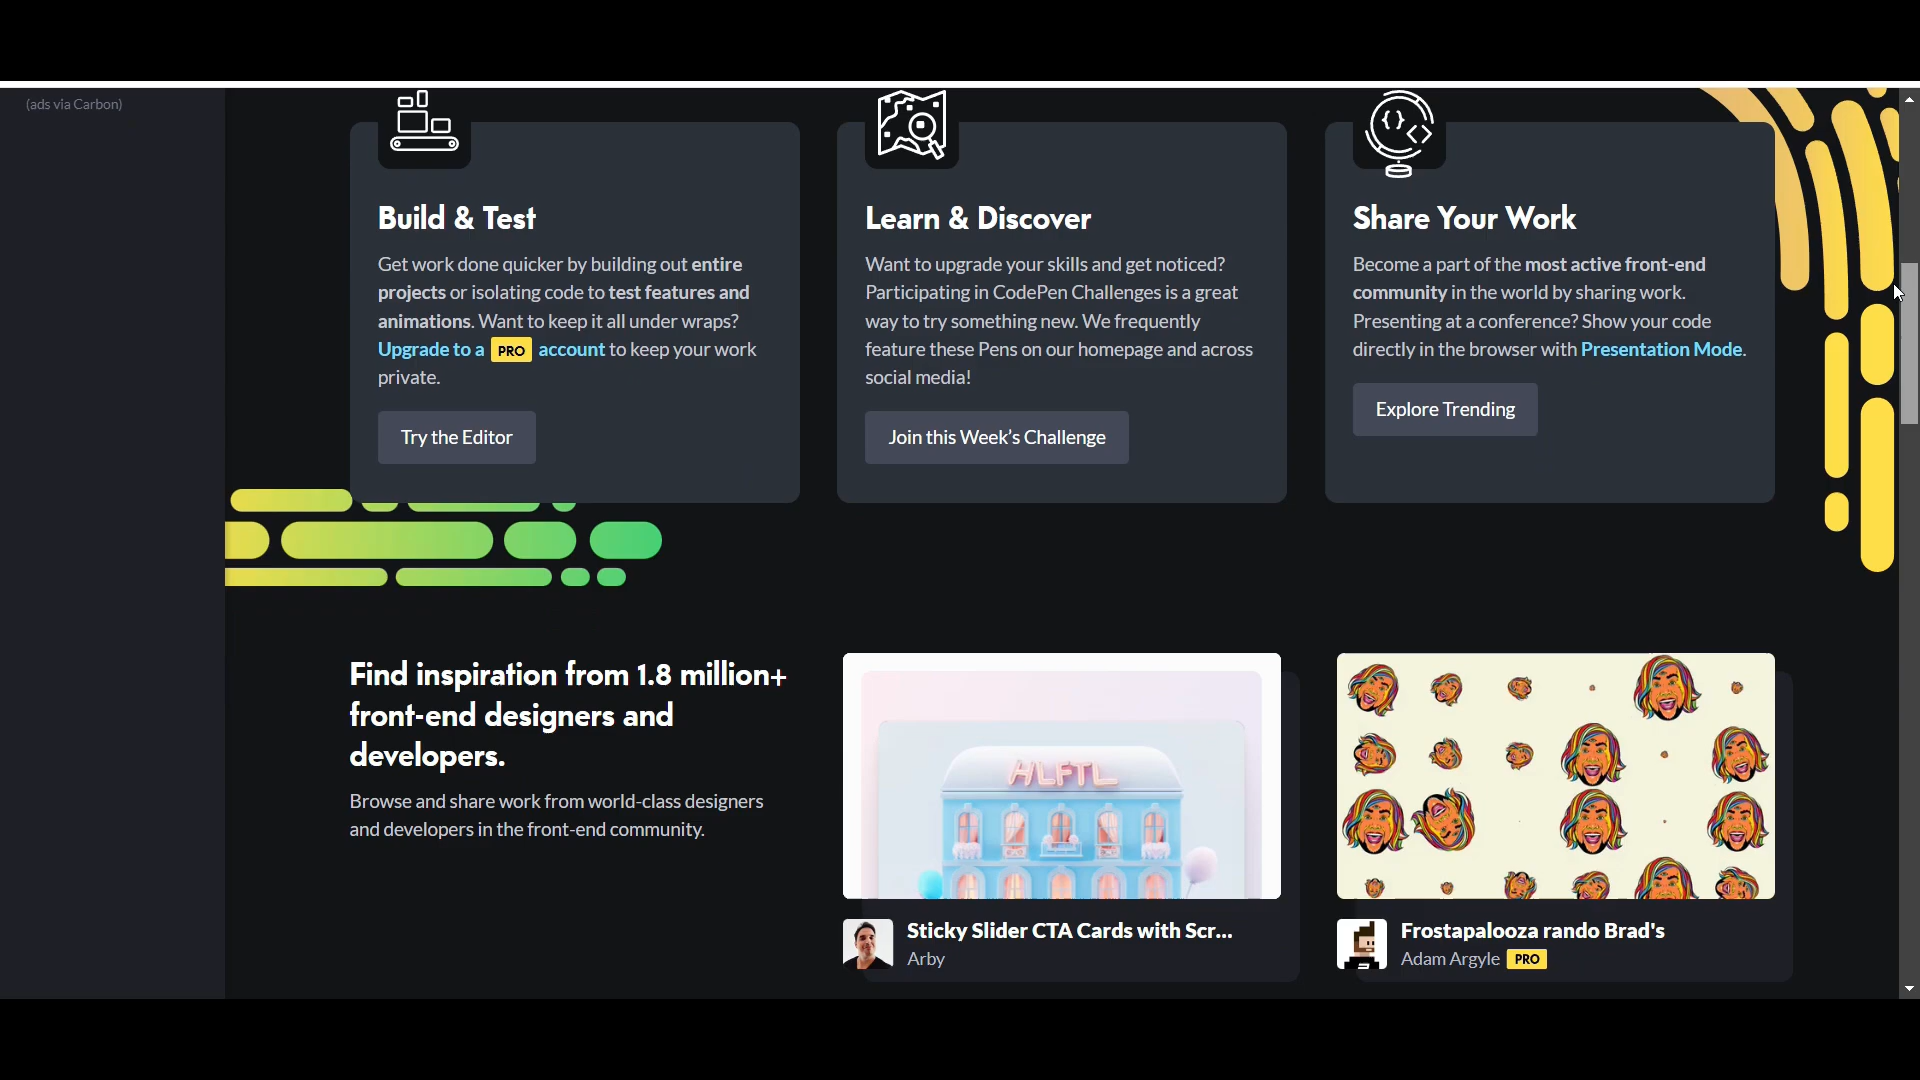 (ads via Carbon)
Build & Test
Get work done quicker by building out entire
projects or isolating code to test features and
animations. Want to keep it all under wraps?
Upgrade to a PRO account to keep your work
private.
Try the Editor
Learn & Discover
Want to upgrade your skills and get noticed?
Participating in CodePen Challenges is a great
way to try something new. We frequently
feature these Pens on our homepage and across
social media!
Join this Week’s Challenge
Share Your Work
Become a part of the most active front-end
community in the world by sharing work.
Presenting at a conference? Show your code
directly in the browser with Presentation Mode.
Explore Trending
Find inspiration from 1.8 million+
front-end designers and
developers.
Browse and share work from world-class designers
and developers in the front-end community.
HLFTL
Sticky Slider CTA Cards with Scr...
Arby
Frostapalooza rando Brad's
Adam Argyle PRO